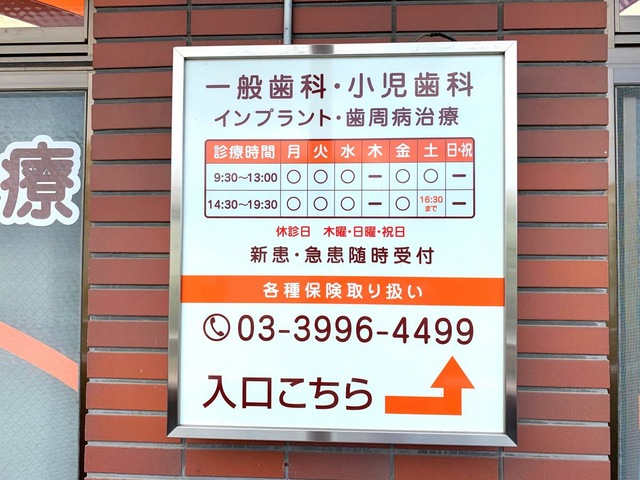 一般歯科・小児歯科
インプラント・歯周病治療
診療時間 月 火 水 木 金 土 日・祝
9:30～13:00 ○ ○ ○ ー ○ ○ ー
14:30～19:30 ○ ○ ○ ー ○ 16:30まで ー
休診日 木曜・日曜・祝日
新患・急患随時受付
各種保険取り扱い
03-3996-4499
入口こちら
療